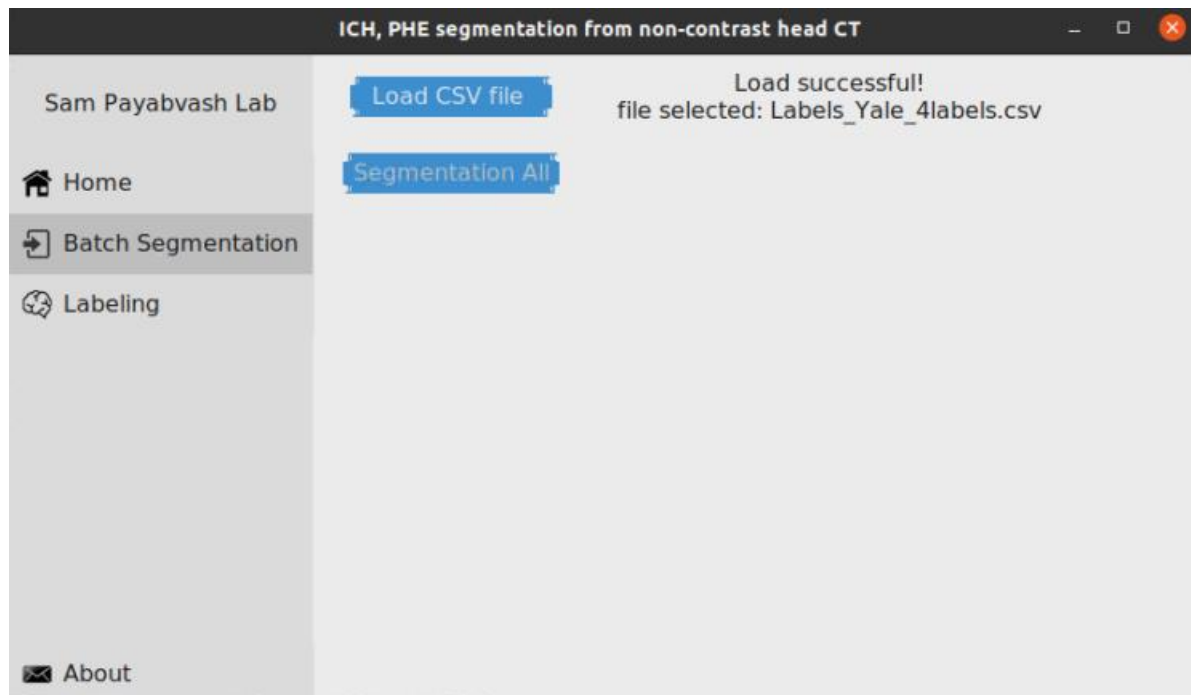 ICH, PHE segmentation from non-contrast head CT
Sam Payabvash Lab
Home
Batch Segmentation
Labeling
About
Load CSV file
Load successful!
file selected: Labels_Yale_4labels.csv
Segmentation All